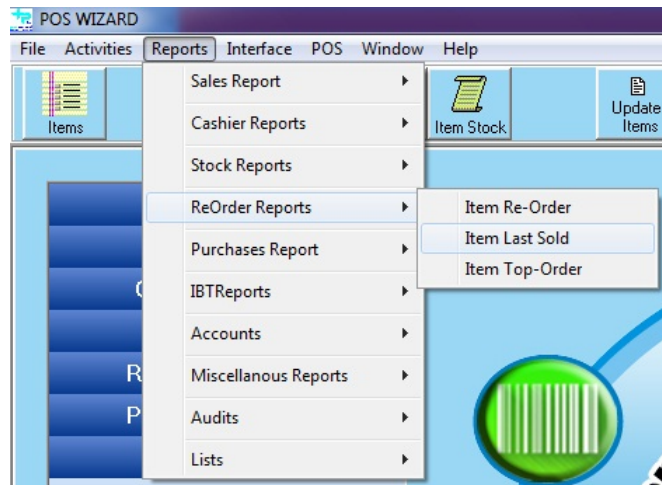 POS WIZARD
File Activities Reports Interface POS Window Help
Items
Item Stock
Update
Items
Sales Report
Cashier Reports
Stock Reports
ReOrder Reports
Purchases Report
IBTReports
Accounts
Miscellanous Reports
Audits
Lists
Item Re-Order
Item Last Sold
Item Top-Order
R
P